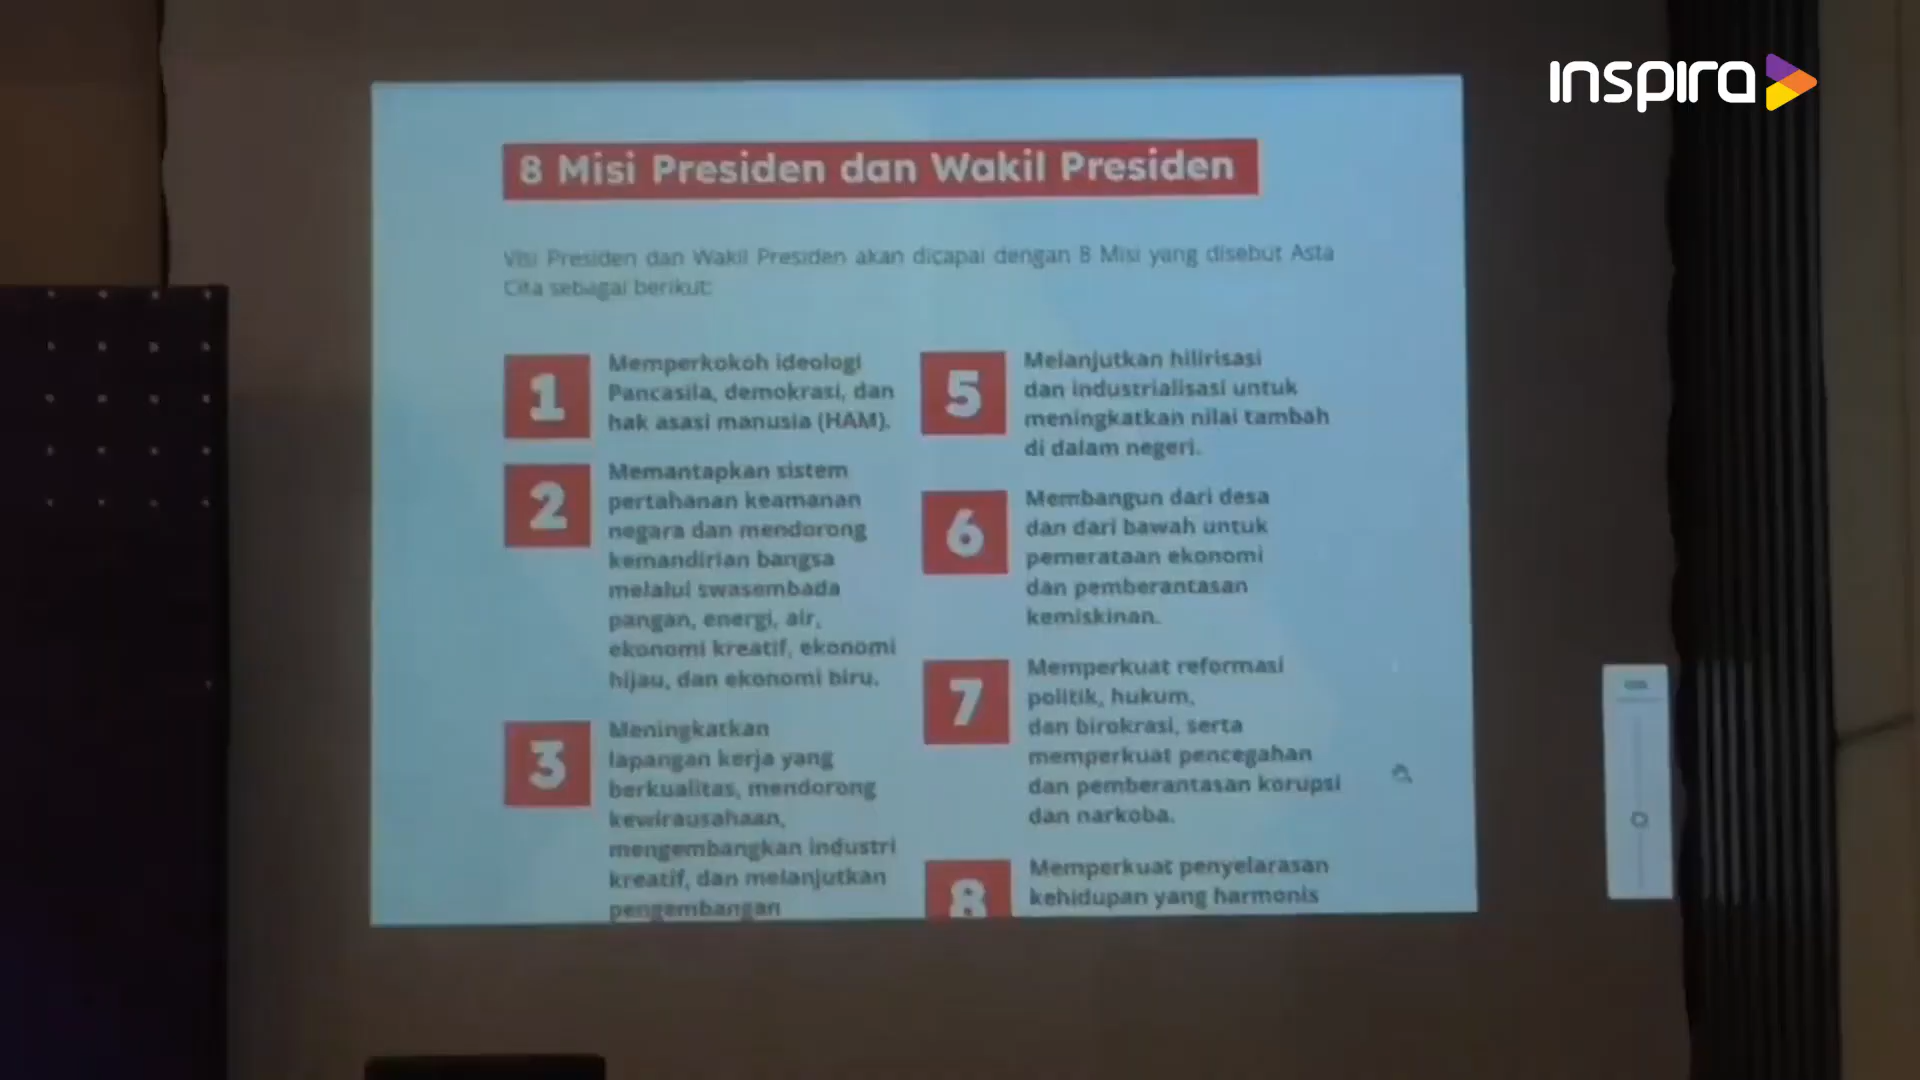 inspira
8 Misi Presiden dan Wakil Presiden
Visi Presiden dan Wakil Presiden akan dicapai dengan 8 Misi yang disebut Asta
Cita sebagai berikut:
1
Memperkokoh ideologi
Pancasila, demokrasi, dan
hak asasi manusia (HAM).
2
Memantapkan sistem
pertahanan keamanan
negara dan mendorong
kemandirian bangsa
melalui swasembada
pangan, energi, air,
ekonomi kreatif, ekonomi
hijau, dan ekonomi biru.
3
Meningkatkan
lapangan kerja yang
berkualitas, mendorong
kewirausahaan,
mengembangkan industri
kreatif, dan melanjutkan
pengembangan
5
Melanjutkan hilirisasi
dan industrialisasi untuk
meningkatkan nilai tambah
di dalam negeri.
6
Membangun dari desa
dan dari bawah untuk
pemerataan ekonomi
dan pemberantasan
kemiskinan.
7
Memperkuat reformasi
politik, hukum,
dan birokrasi, serta
memperkuat pencegahan
dan pemberantasan korupsi
dan narkoba.
8
Memperkuat penyelarasan
kehidupan yang harmonis